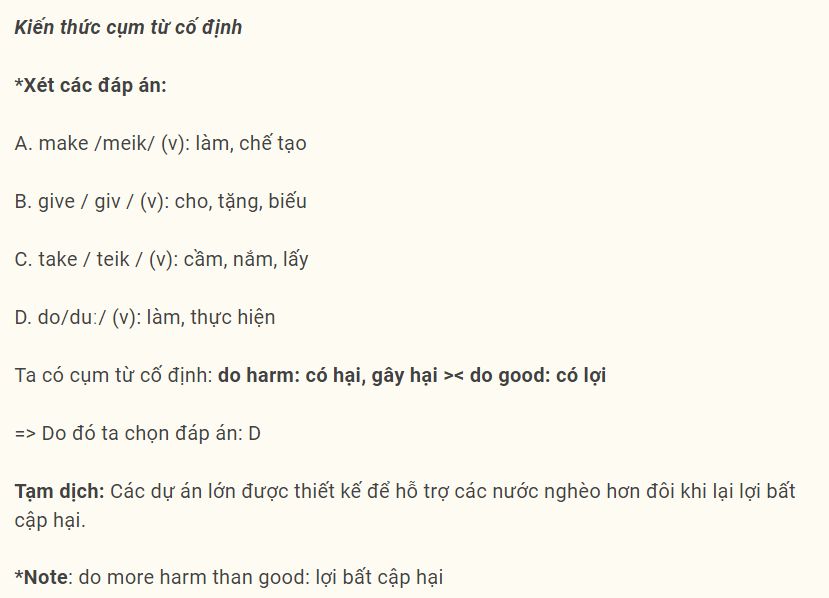 Kiến thức cụm từ cố định
*Xét các đáp án:
A. make /meik/ (v): làm, chế tạo
B. give / giv / (v): cho, tặng, biếu
C. take / teik / (v): cầm, nắm, lấy
D. do/duː/ (v): làm, thực hiện
Ta có cụm từ cố định: do harm: có hại, gây hại >< do good: có lợi
=> Do đó ta chọn đáp án: D
Tạm dịch: Các dự án lớn được thiết kế để hỗ trợ các nước nghèo hơn đôi khi lại lợi bất
cập hại.
*Note: do more harm than good: lợi bất cập hại